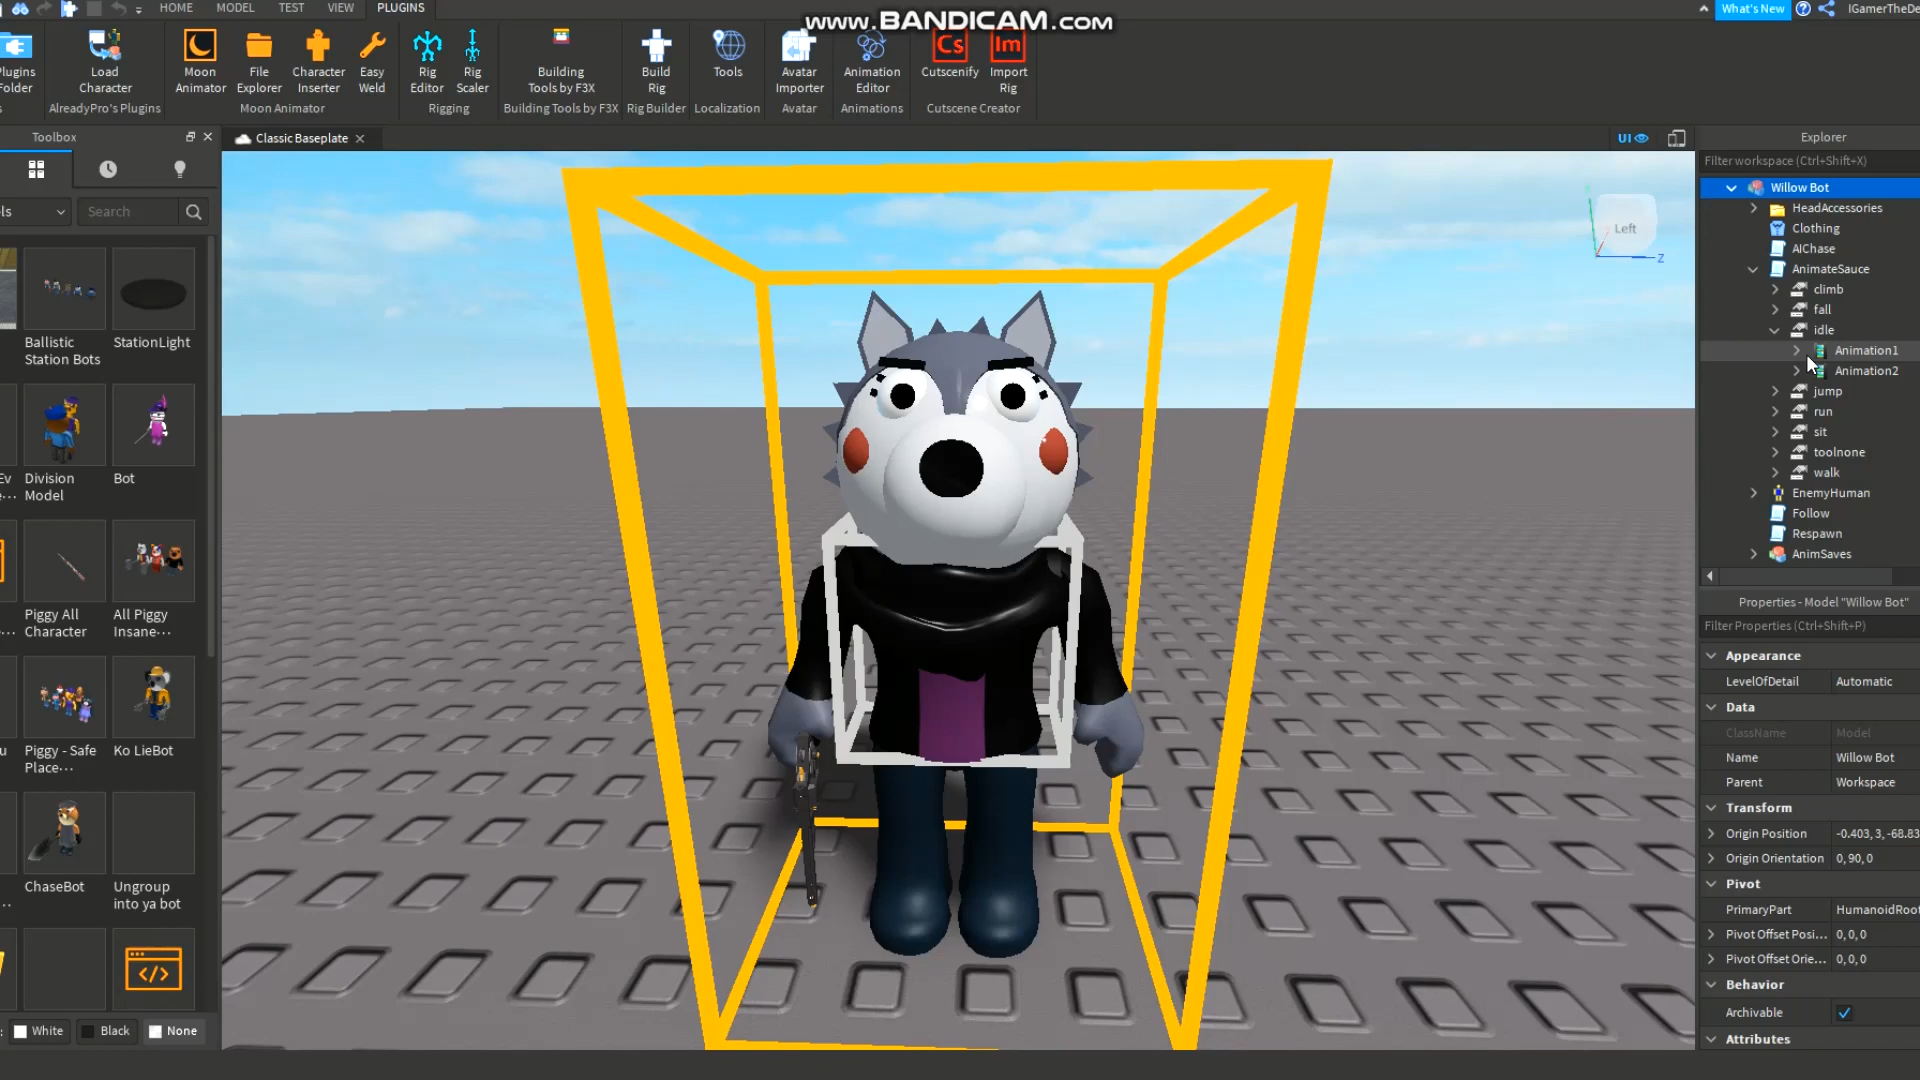 HOME MODEL TEST VIEW PLUGINS
www.BANDICAM.com
What's New
IGamerTheDe
Plugins Folder
Load Character
Moon Animator
File Explorer
Character Inserter
Easy Weld
Rig Editor
Rig Scaler
Building Tools by F3X
Build Rig
Tools
Avatar Importer
Animation Editor
Cs
Cutscenify
Im
Import Rig
s
AlreadyPro's Plugins
Moon Animator
Rigging
Building Tools by F3X
Rig Builder
Localization
Avatar
Animations
Cutscene Creator
Toolbox
Classic Baseplate
UI
Explorer
Filter workspace (Ctrl+Shift+X)
ls
Search
Ballistic
Station Bots
StationLight
Ev
Division
Model
Bot
Piggy All
Character
All Piggy
Insane···
u
Piggy - Safe
Place···
Ko LieBot
ChaseBot
Ungroup
into ya bot
: White Black None
Left
Z
Willow Bot
HeadAccessories
Clothing
AIChase
AnimateSauce
climb
fall
idle
Animation1
Animation2
jump
run
sit
toolnone
walk
EnemyHuman
Follow
Respawn
AnimSaves
Properties - Model "Willow Bot"
Filter Properties (Ctrl+Shift+P)
Appearance
LevelOfDetail Automatic
Data
ClassName Model
Name Willow Bot
Parent Workspace
Transform
Origin Position -0.403, 3, -68.83
Origin Orientation 0, 90, 0
Pivot
PrimaryPart HumanoidRoot
Pivot Offset Posi... 0, 0, 0
Pivot Offset Orie... 0, 0, 0
Behavior
Archivable
Attributes